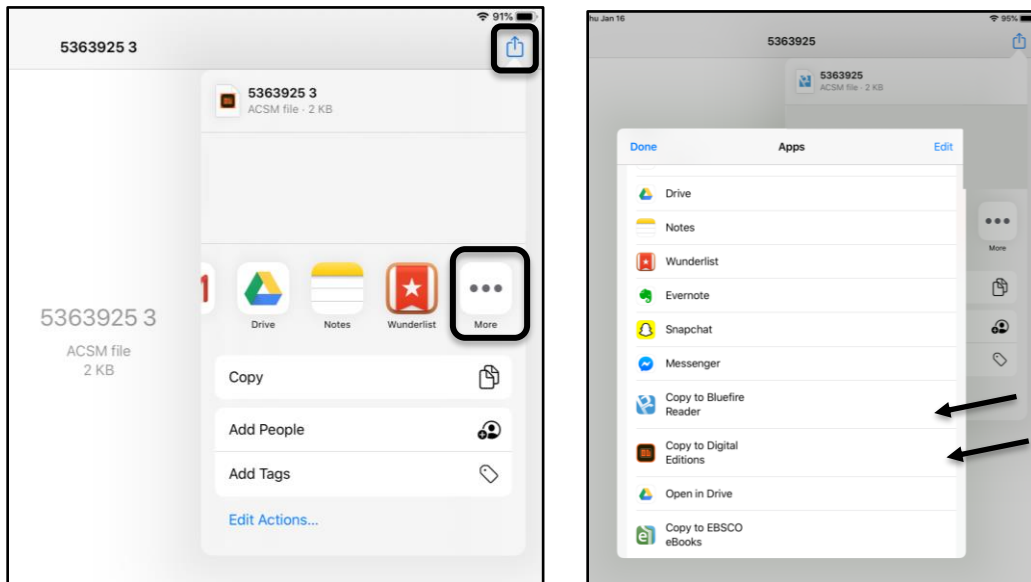 91%
5363925 3
5363925 3
ACSM file · 2 KB
5363925 3
ACSM file
2 KB
Drive
Notes
Wunderlist
More
Copy
Add People
Add Tags
Edit Actions...
Thu Jan 16
95%
5363925
5363925
ACSM file · 2 KB
Done
Apps
Edit
Drive
Notes
Wunderlist
Evernote
Snapchat
Messenger
Copy to Bluefire
Reader
Copy to Digital
Editions
Open in Drive
Copy to EBSCO
eBooks
More